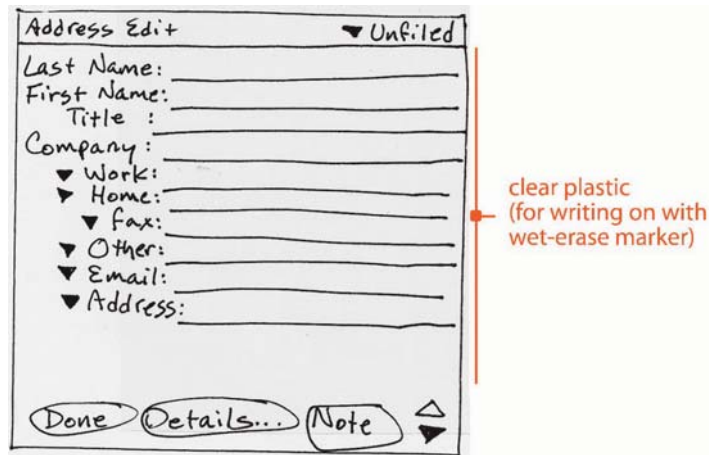 Address Edit ▼ Unfiled
Last Name:
First Name:
Title :
Company :
▼ Work:
▼ Home:
▼ fax:
▼ Other:
▼ Email:
▼ Address:
clear plastic
(for writing on with
wet-erase marker)
Done Details... Note